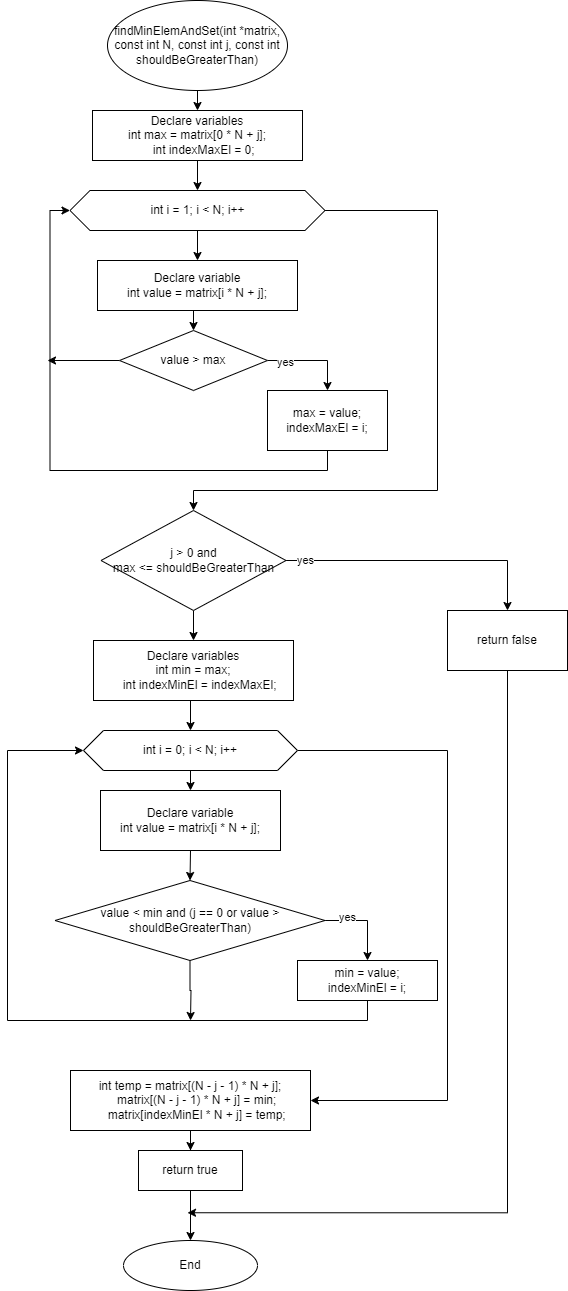 findMinElemAndSet(int *matrix,
const int N, const int j, const int
shouldBeGreaterThan)
Declare variables
int max = matrix[0 * N + j];
int indexMaxEl = 0;
int i = 1; i < N; i++
Declare variable
int value = matrix[i * N + j];
value > max
yes
max = value;
indexMaxEl = i;
j > 0 and
max <= shouldBeGreaterThan
yes
return false
Declare variables
int min = max;
int indexMinEl = indexMaxEl;
int i = 0; i < N; i++
Declare variable
int value = matrix[i * N + j];
value < min and (j == 0 or value >
shouldBeGreaterThan)
yes
min = value;
indexMinEl = i;
int temp = matrix[(N - j - 1) * N + j];
matrix[(N - j - 1) * N + j] = min;
matrix[indexMinEl * N + j] = temp;
return true
End